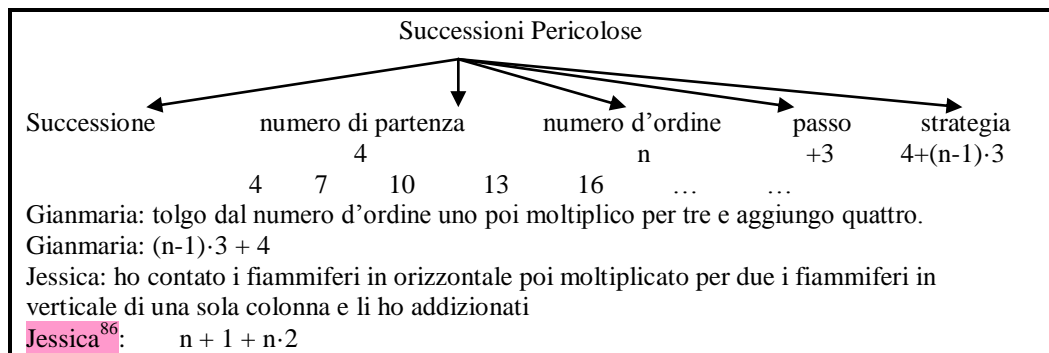 Successioni Pericolose
Successione numero di partenza numero d'ordine passo strategia
4 n +3 4+(n-1)·3
4 7 10 13 16 … …
Gianmaria: tolgo dal numero d'ordine uno poi moltiplico per tre e aggiungo quattro.
Gianmaria: (n-1)·3 + 4
Jessica: ho contato i fiammiferi in orizzontale poi moltiplicato per due i fiammiferi in
verticale di una sola colonna e li ho addizionati
Jessica86: n + 1 + n·2